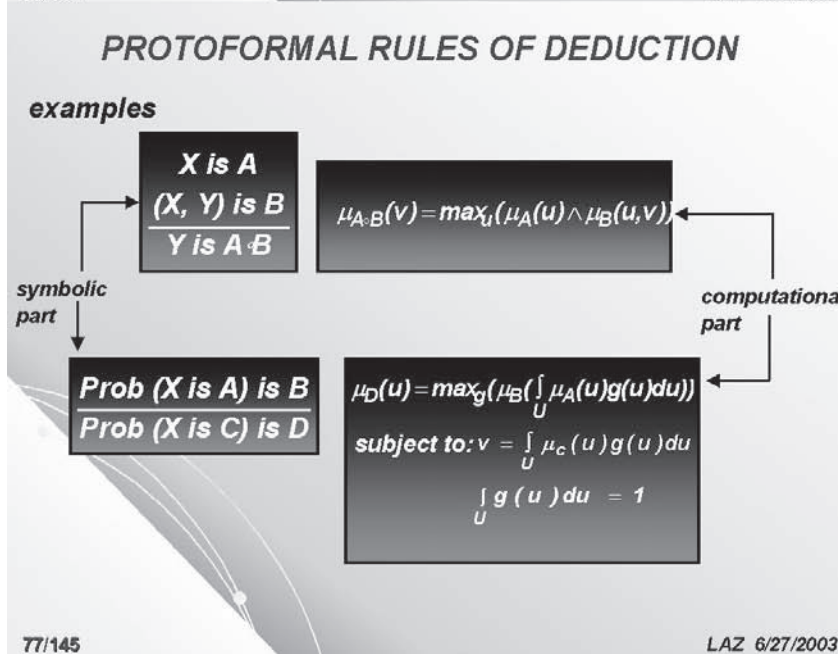 PROTOFORMAL RULES OF DEDUCTION
examples
X is A
(X, Y) is B
Y is A∘B
μA∘B(v) = maxu(μA(u) ∧ μB(u,v))
symbolic
part
computationa
part
Prob (X is A) is B
Prob (X is C) is D
μD(u) = maxg(μB(∫U μA(u)g(u)du))
subject to: v = ∫U μc (u) g (u) du
∫U g (u) du = 1
77/145
LAZ 6/27/2003